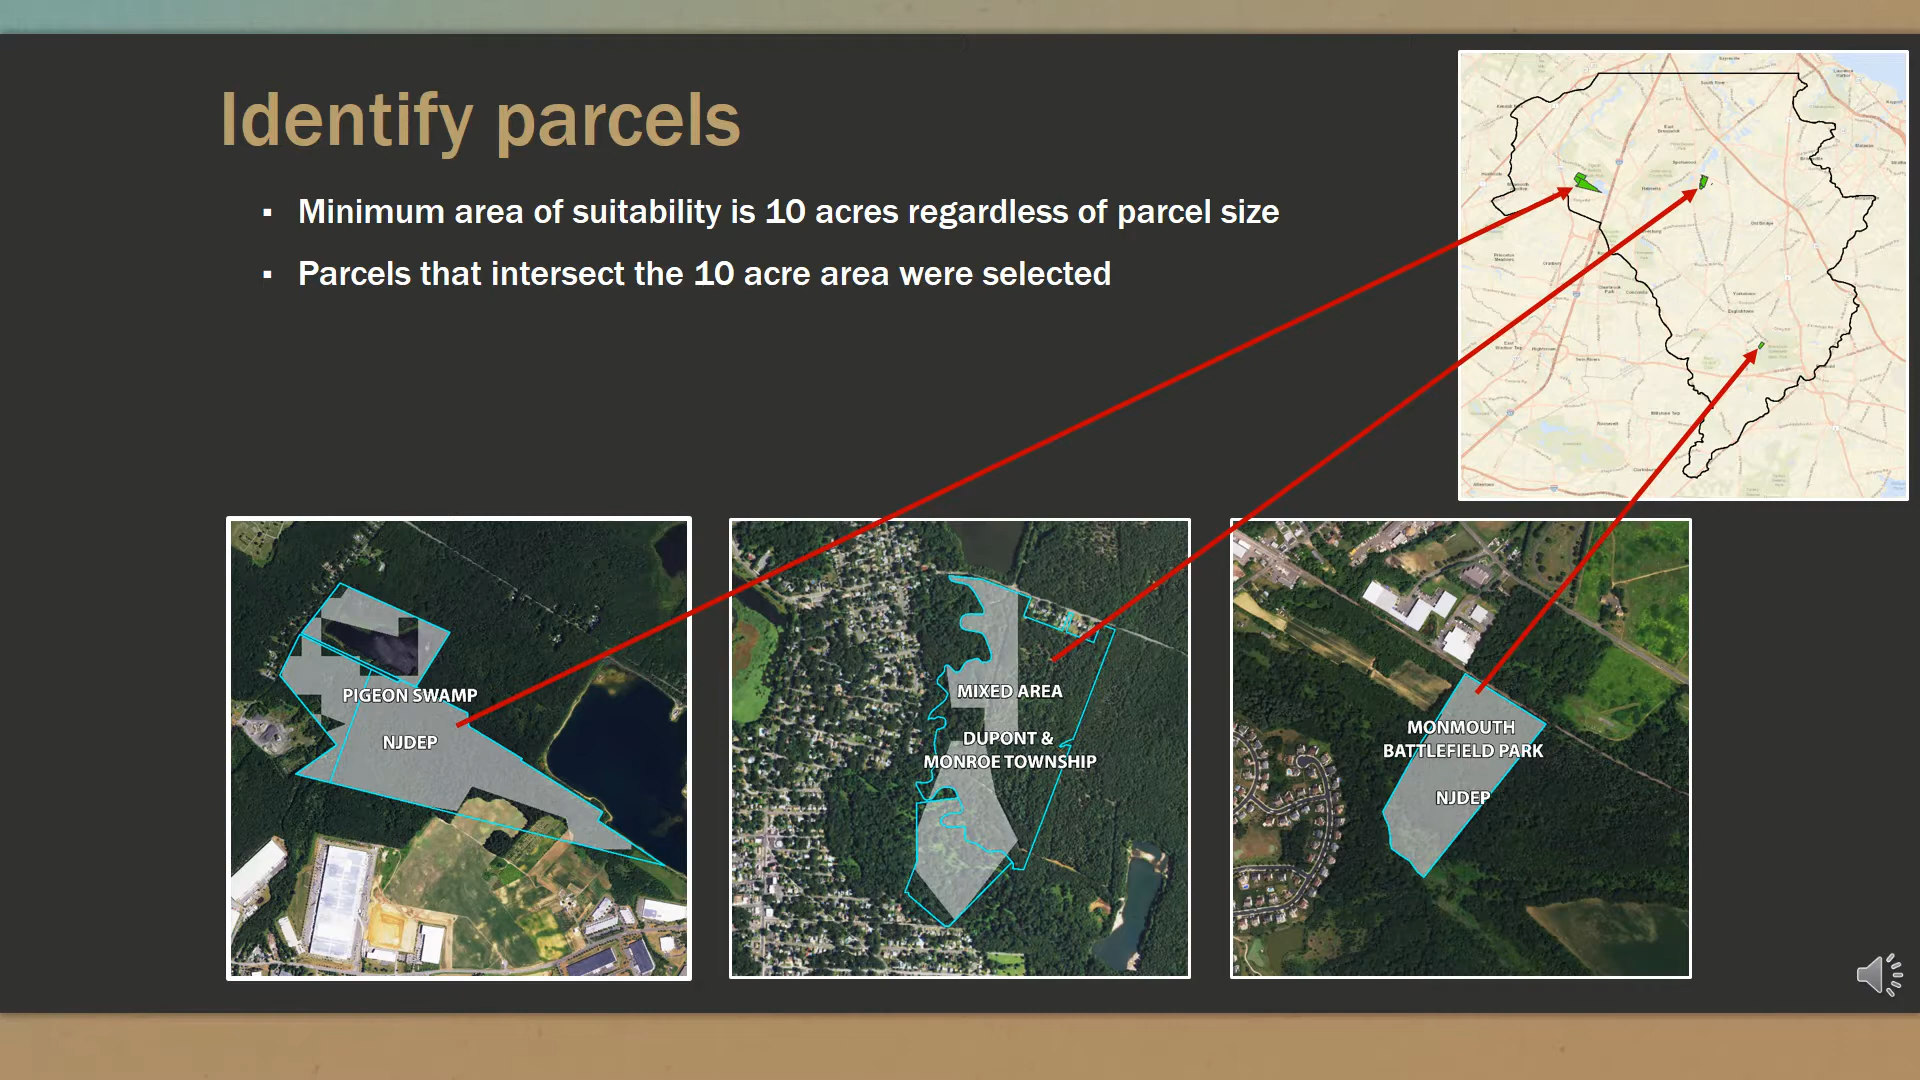 Identify parcels
▪ Minimum area of suitability is 10 acres regardless of parcel size
▪ Parcels that intersect the 10 acre area were selected
PIGEON SWAMP
NJDEP
MIXED AREA
DUPONT &
MONROE TOWNSHIP
MONMOUTH
BATTLEFIELD PARK
NJDEP